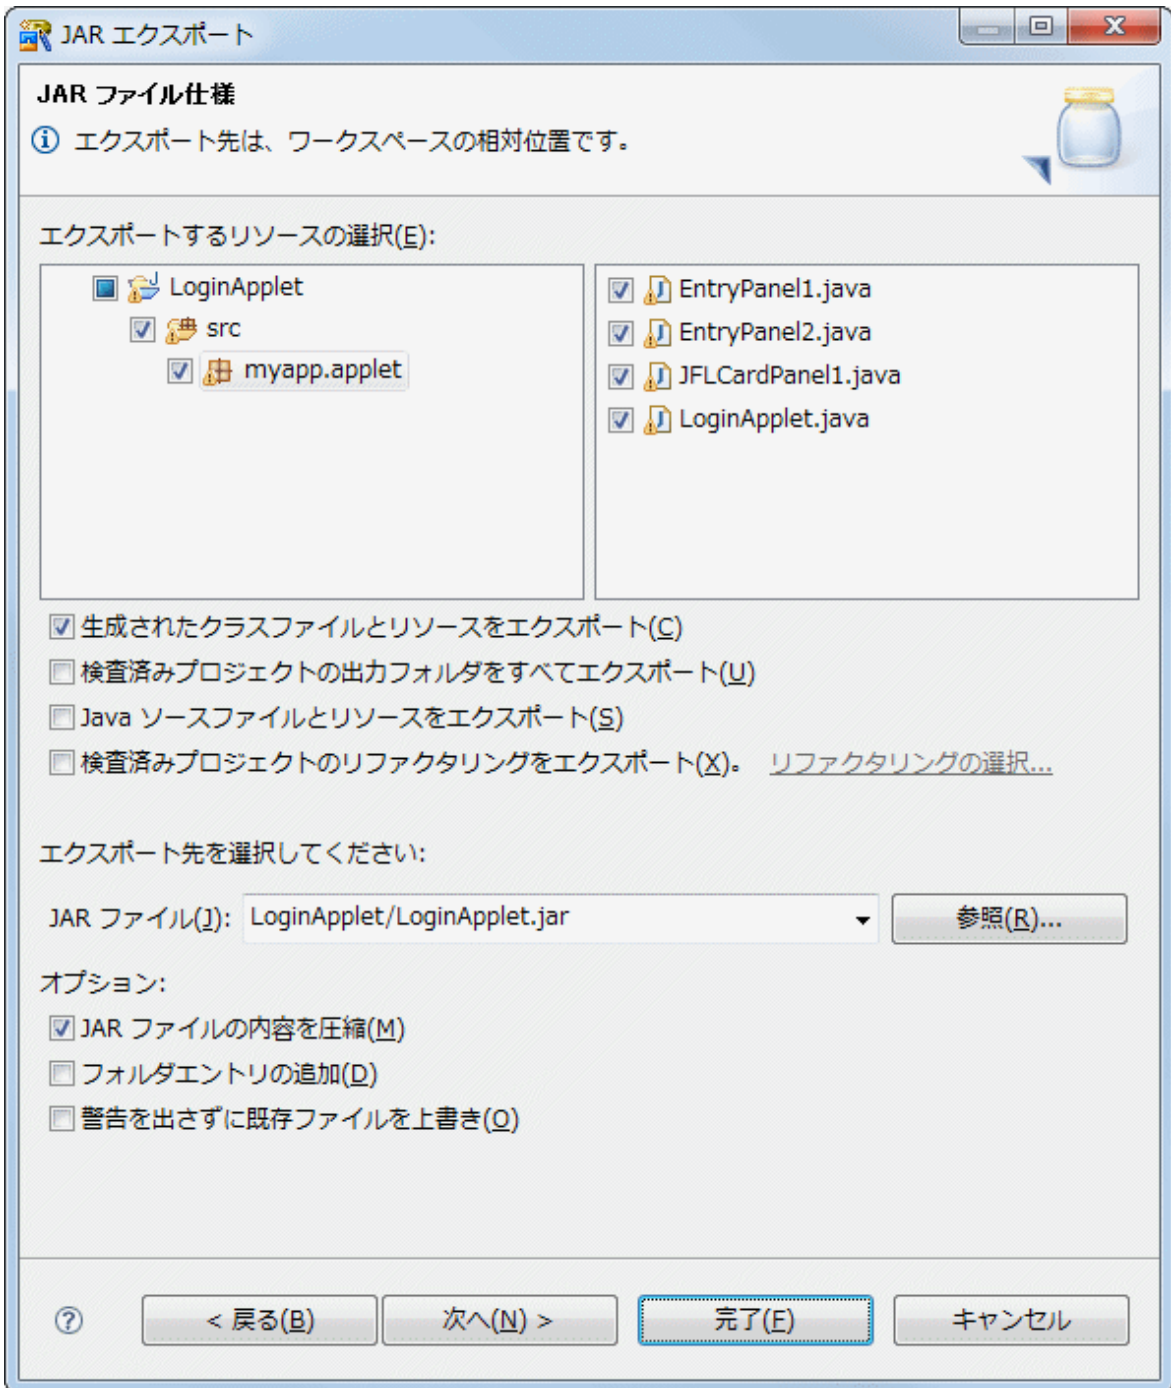 JAR エクスポート
JAR ファイル仕様
エクスポート先は、ワークスペースの相対位置です。
エクスポートするリソースの選択(E):
LoginApplet
src
myapp.applet
EntryPanel1.java
EntryPanel2.java
JFLCardPanel1.java
LoginApplet.java
生成されたクラスファイルとリソースをエクスポート(C)
検査済みプロジェクトの出力フォルダをすべてエクスポート(U)
Java ソースファイルとリソースをエクスポート(S)
検査済みプロジェクトのリファクタリングをエクスポート(X)。 リファクタリングの選択...
エクスポート先を選択してください:
JAR ファイル(J): LoginApplet/LoginApplet.jar 参照(R)...
オプション:
JAR ファイルの内容を圧縮(M)
フォルダエントリの追加(D)
警告を出さずに既存ファイルを上書き(O)
< 戻る(B) 次へ(N) > 完了(F) キャンセル